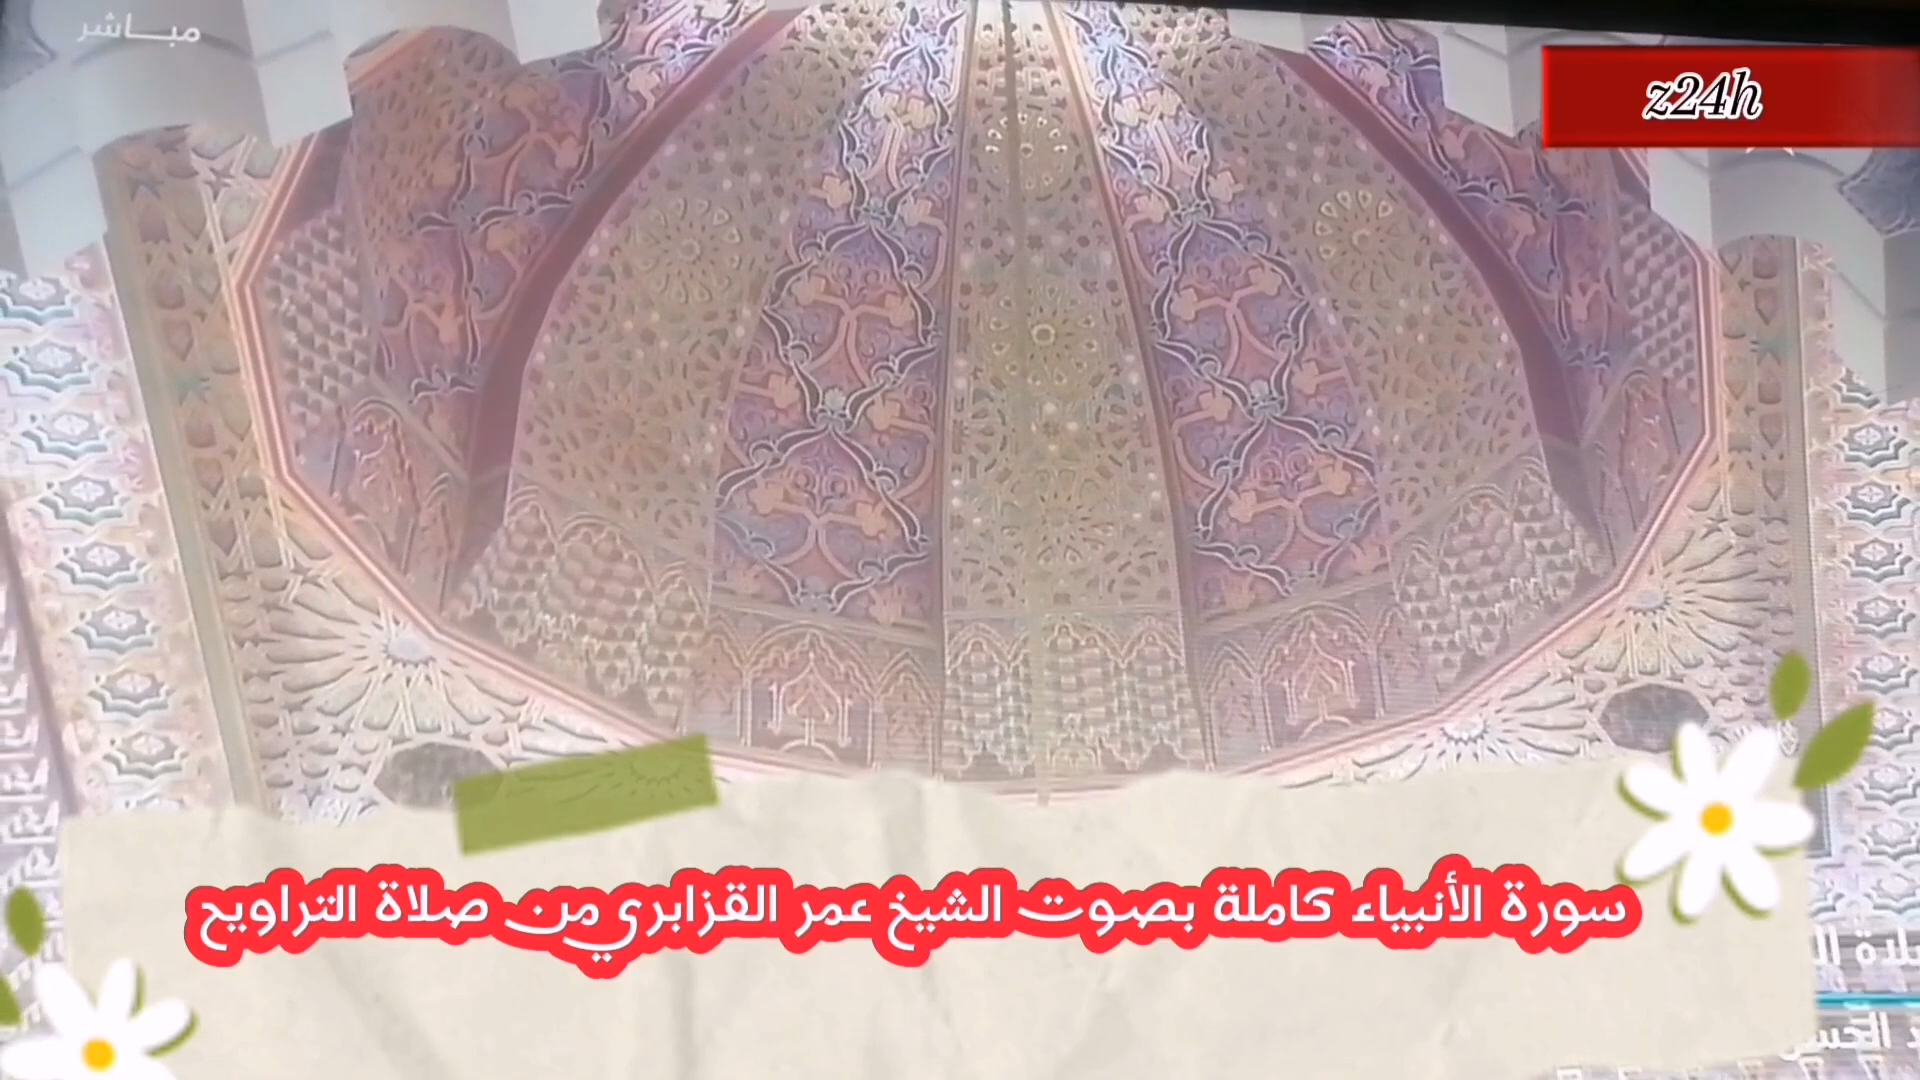 مباشر
z24h
سورة الأنبياء كاملة بصوت الشيخ عمر القزابري من صلاة التراويح